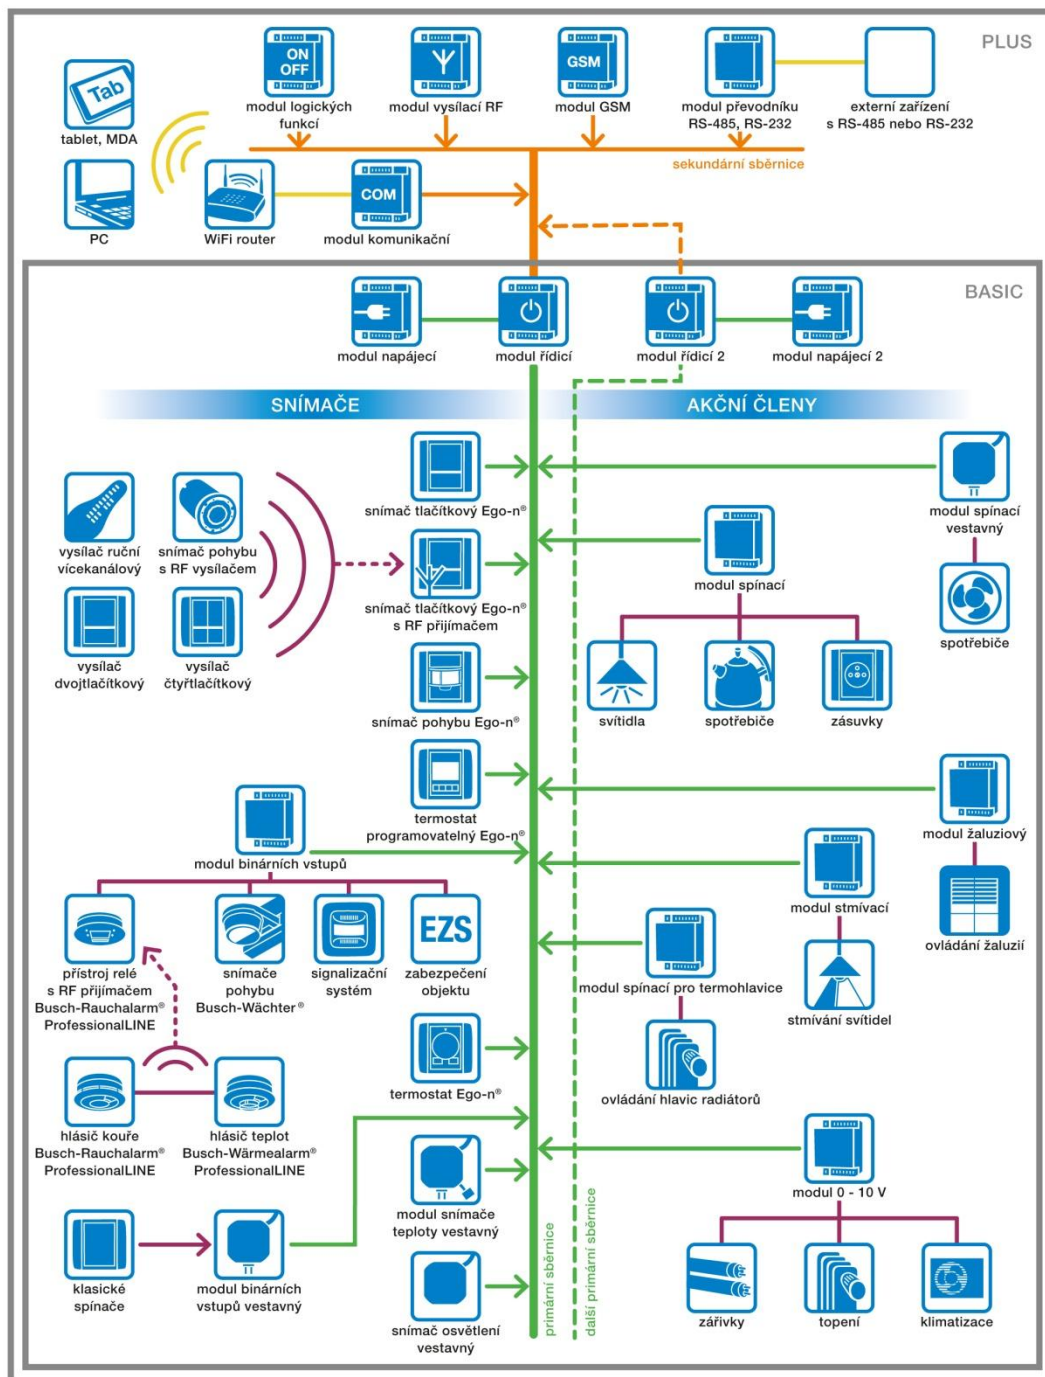 PLUS
ON
OFF
GSM
Tab
modul logických
funkcí
modul vysílací RF
modul GSM
modul převodníku
RS-485, RS-232
externí zařízení
s RS-485 nebo RS-232
tablet, MDA
sekundární sběrnice
COM
PC
WiFi router
modul komunikační
BASIC
modul napájecí
modul řídicí
modul řídicí 2
modul napájecí 2
SNÍMAČE
AKČNÍ ČLENY
snímač tlačítkový Ego-n®
modul spínací
vestavný
vysílač ruční
vícekanálový
snímač pohybu
s RF vysílačem
modul spínací
snímač tlačítkový Ego-n®
s RF přijímačem
spotřebiče
vysílač
dvojtlačítkový
vysílač
čtyřtlačítkový
snímač pohybu Ego-n®
svítidla
spotřebiče
zásuvky
termostat
programovatelný Ego-n®
modul žaluziový
modul binárních vstupů
modul stmívací
EZS
ovládání žaluzií
přístroj relé
s RF přijímačem
Busch-Rauchalarm®
ProfessionalLINE
snímače
pohybu
Busch-Wächter®
signalizační
systém
zabezpečení
objektu
modul spínací pro termohlavice
stmívání svítidel
termostat Ego-n®
ovládání hlavic radiátorů
hlásič kouře
Busch-Rauchalarm®
ProfessionalLINE
hlásič teplot
Busch-Wärmealarm®
ProfessionalLINE
modul 0 - 10 V
modul snímače
teploty vestavný
klasické
spínače
modul binárních
vstupů vestavný
snímač osvětlení
vestavný
primární sběrnice
další primární sběrnice
zářivky
topení
klimatizace